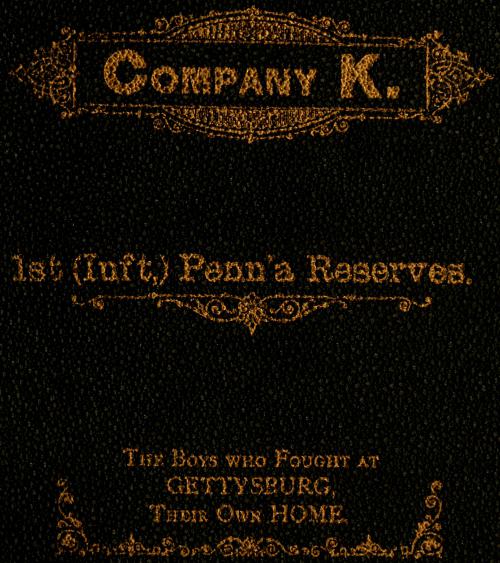 COMPANY K.
1st (Inft.) Penn'a Reserves.
THE BOYS WHO FOUGHT AT
GETTYSBURG,
THEIR OWN HOME.